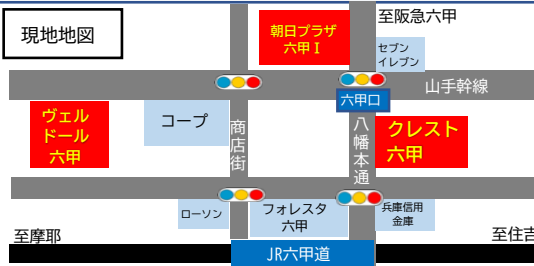 現地地図
朝日プラザ
六甲Ⅰ
至阪急六甲
セブン
イレブン
山手幹線
六甲口
ヴェル
ドール
六甲
コープ
商店街
八幡本通
クレスト
六甲
ローソン
フォレスタ
六甲
兵庫信用
金庫
至摩耶
JR六甲道
至住吉